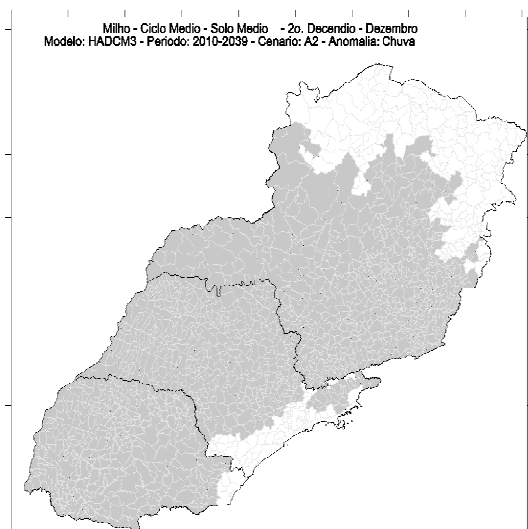 Milho - Ciclo Medio - Solo Medio - 2o. Decendio - Dezembro
Modelo: HADCM3 - Periodo: 2010-2039 - Cenario: A2 - Anomalia: Chuva